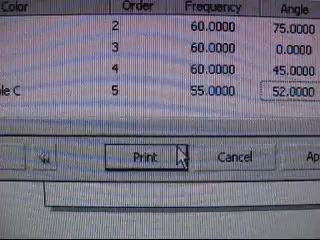 Color Order Frequency Angle
2 60.0000 75.0000
3 60.0000 0.0000
4 60.0000 45.0000
le C 5 55.0000 52.0000
Print Cancel Ap